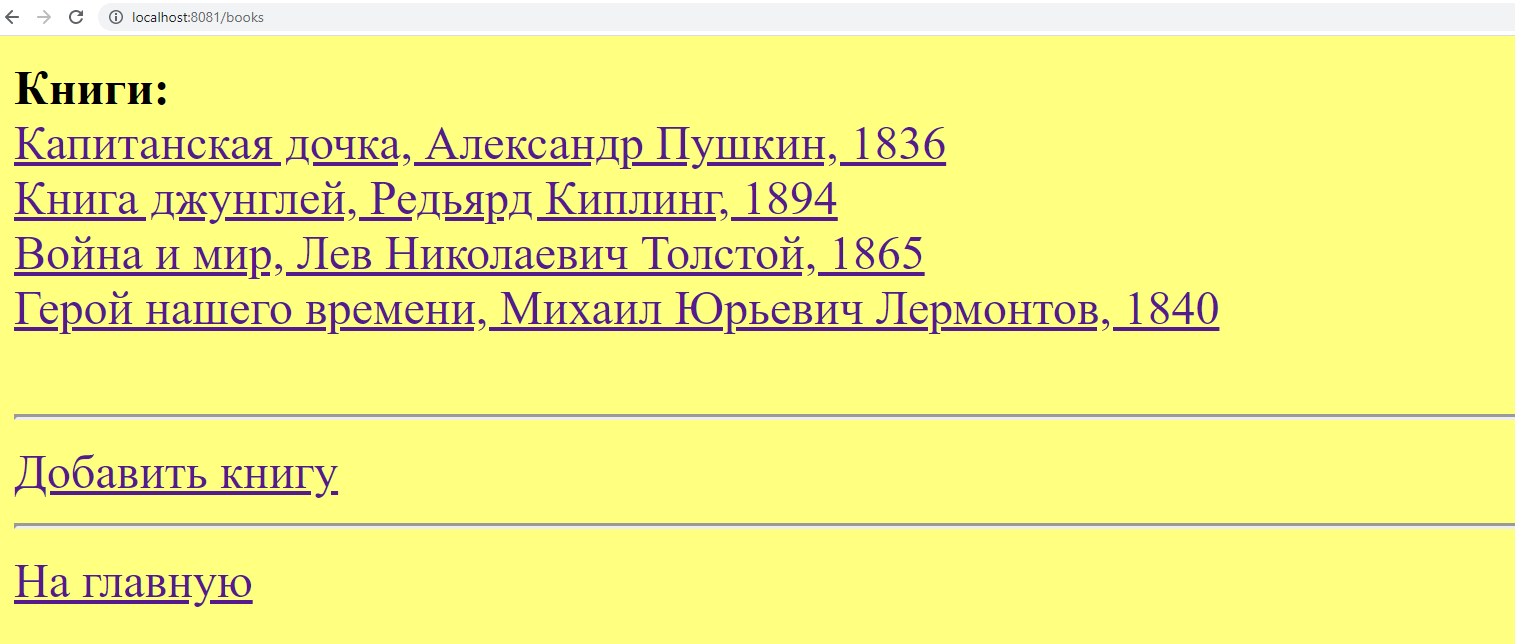 localhost:8081/books
Книги:
Капитанская дочка, Александр Пушкин, 1836
Книга джунглей, Редьярд Киплинг, 1894
Война и мир, Лев Николаевич Толстой, 1865
Герой нашего времени, Михаил Юрьевич Лермонтов, 1840
Добавить книгу
На главную